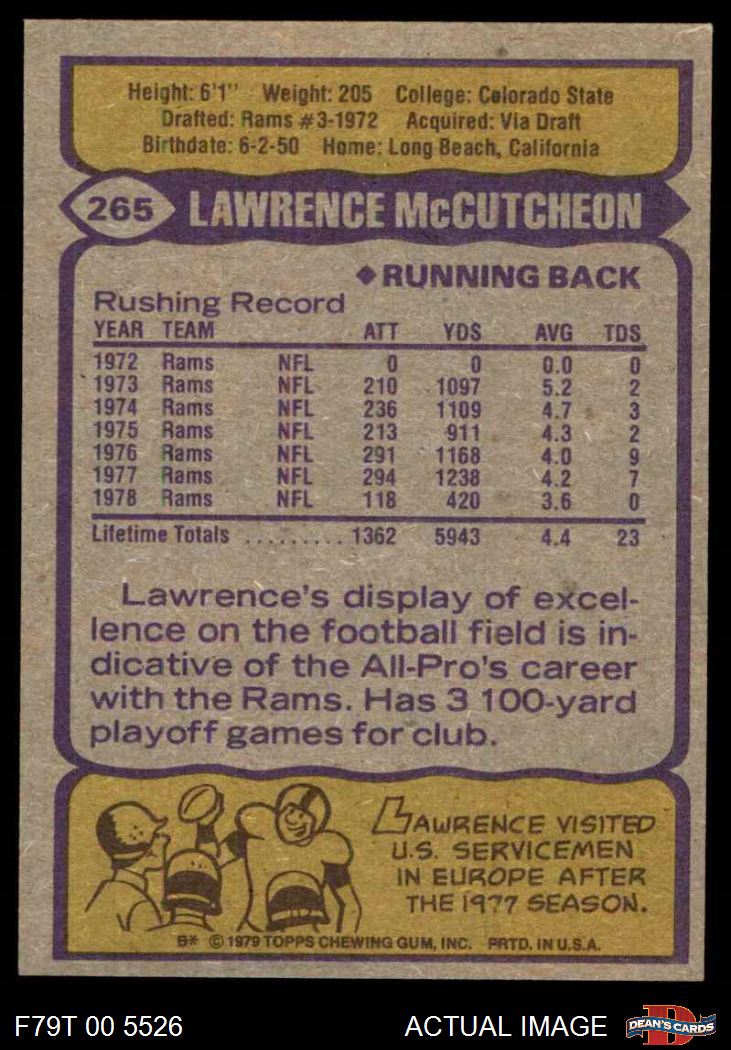 Height: 6'1" Weight: 205 College: Colorado State
Drafted: Rams #3-1972 Acquired: Via Draft
Birthdate: 6-2-50 Home: Long Beach, California
265 LAWRENCE McCUTCHEON
◆RUNNING BACK
Rushing Record
YEAR TEAM ATT YDS AVG TDS
1972 Rams NFL 0 0 0.0 0
1973 Rams NFL 210 1097 5.2 2
1974 Rams NFL 236 1109 4.7 3
1975 Rams NFL 213 911 4.3 2
1976 Rams NFL 291 1168 4.0 9
1977 Rams NFL 294 1238 4.2 7
1978 Rams NFL 118 420 3.6 0
Lifetime Totals ......... 1362 5943 4.4 23
Lawrence's display of excel-
lence on the football field is in-
dicative of the All-Pro's career
with the Rams. Has 3 100-yard
playoff games for club.
LAWRENCE VISITED
U.S. SERVICEMEN
IN EUROPE AFTER
THE 1977 SEASON.
B* © 1979 TOPPS CHEWING GUM, INC. PRTD. IN U.S.A.
F79T 00 5526 ACTUAL IMAGE D DEAN'S CARDS